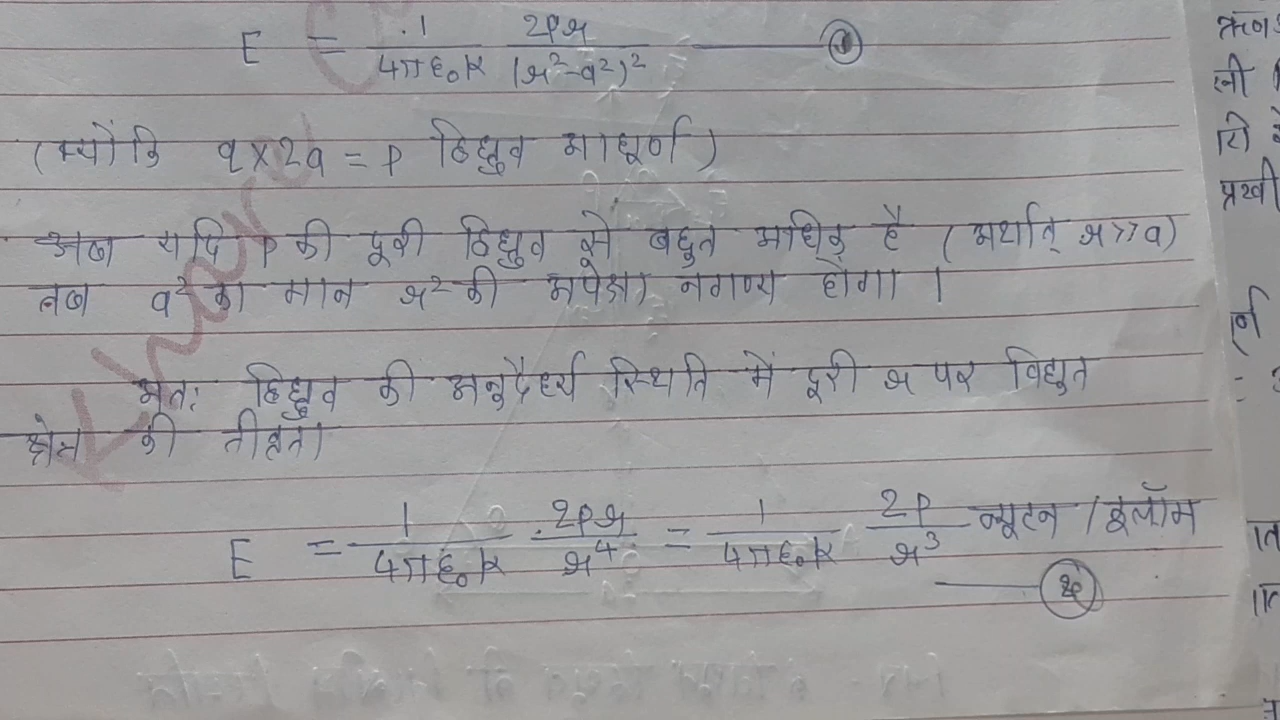 E = 1/4πε₀K 2pr/(r²-a²)² ①
(क्योंकि q×2a = p द्विध्रुव आघूर्ण)
अब यदि P की दूरी द्विध्रुव से बहुत अधिक है (अर्थात् r>>a)
तब a² का मान r² की अपेक्षा नगण्य होगा ।
अतः द्विध्रुव की अनुदैर्ध्य स्थिति में दूरी r पर विद्युत
क्षेत्र की तीव्रता
E = 1/4πε₀K 2pr/r⁴ = 1/4πε₀K 2p/r³ न्यूटन / कूलॉम